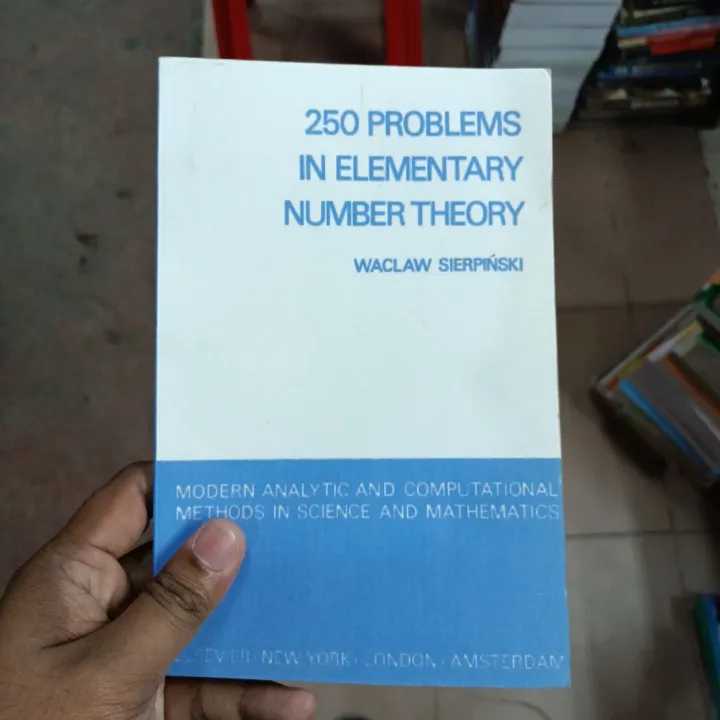 250 PROBLEMS
IN ELEMENTARY
NUMBER THEORY
WACLAW SIERPIŃSKI
MODERN ANALYTIC AND COMPUTATIONAL
METHODS IN SCIENCE AND MATHEMATICS
ELSEVIER · NEW YORK · LONDON · AMSTERDAM